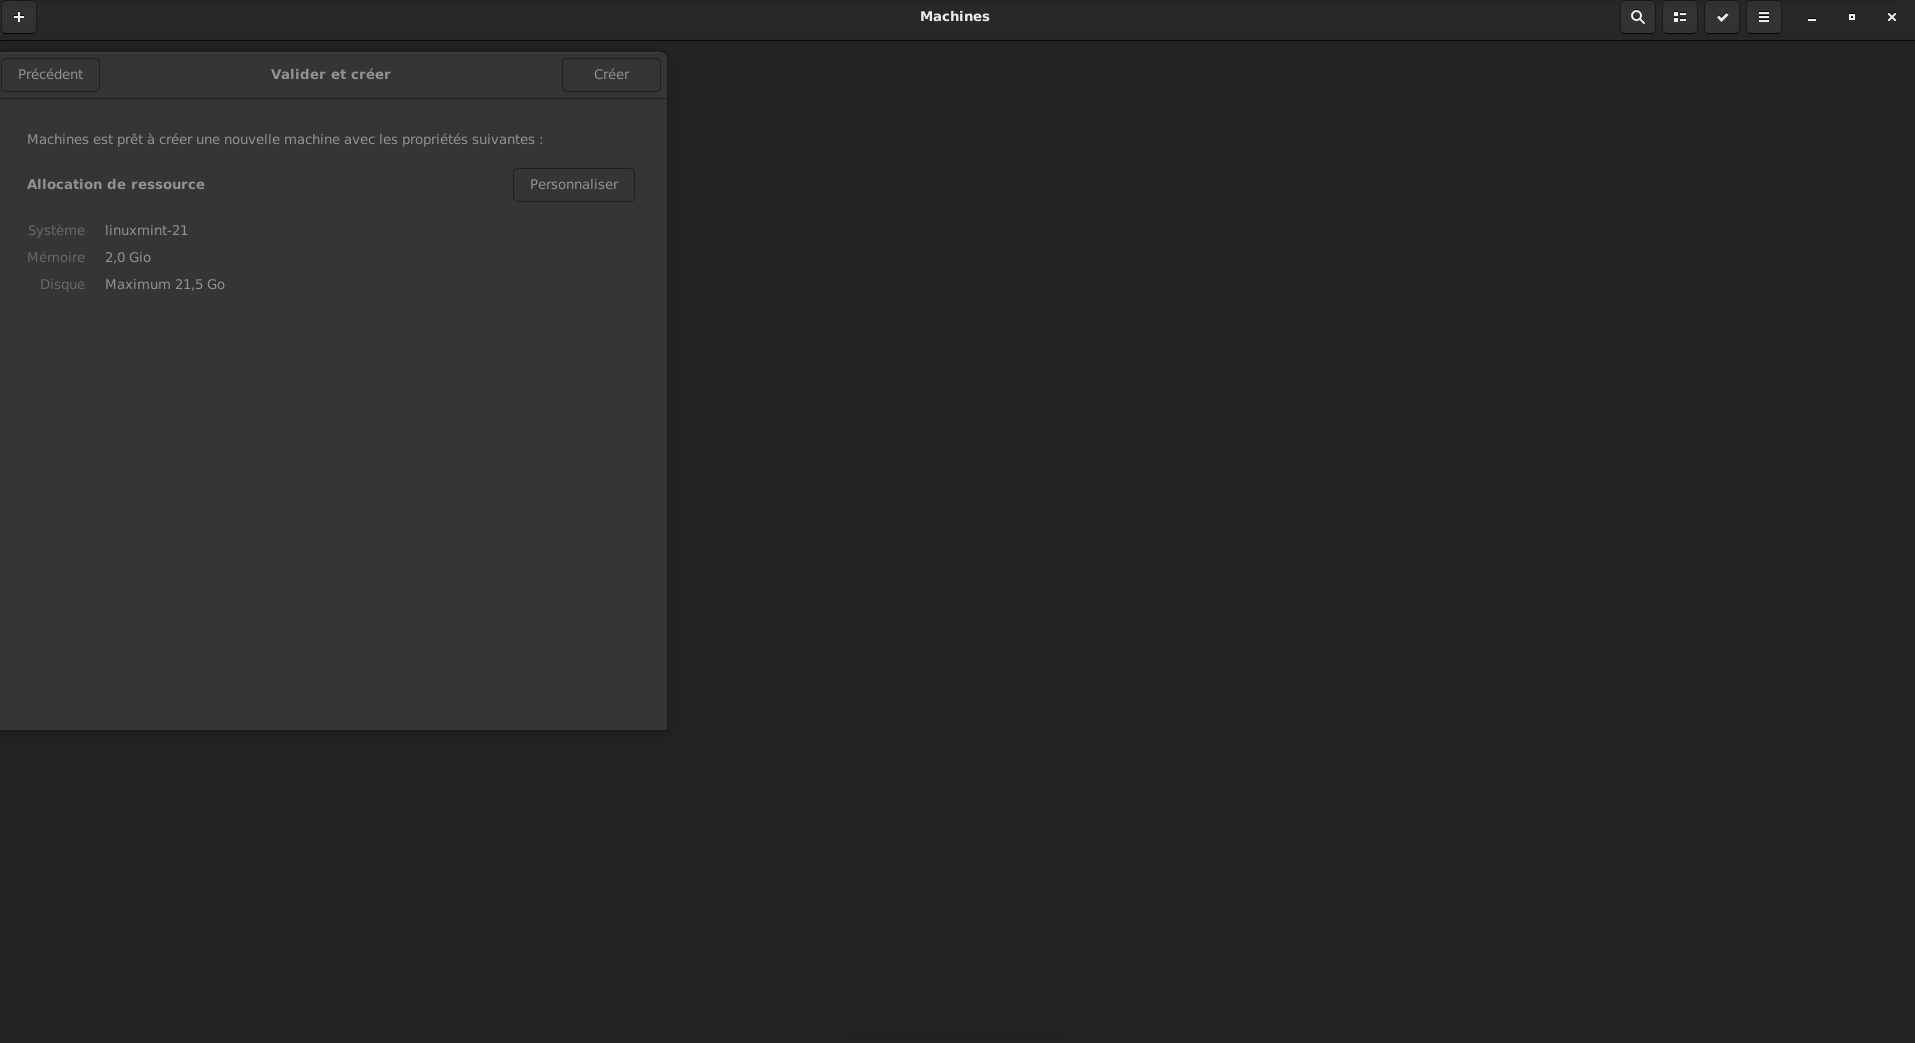 Machines
Précédent
Valider et créer
Créer
Machines est prêt à créer une nouvelle machine avec les propriétés suivantes :
Allocation de ressource
Personnaliser
Système linuxmint-21
Mémoire 2,0 Gio
Disque Maximum 21,5 Go